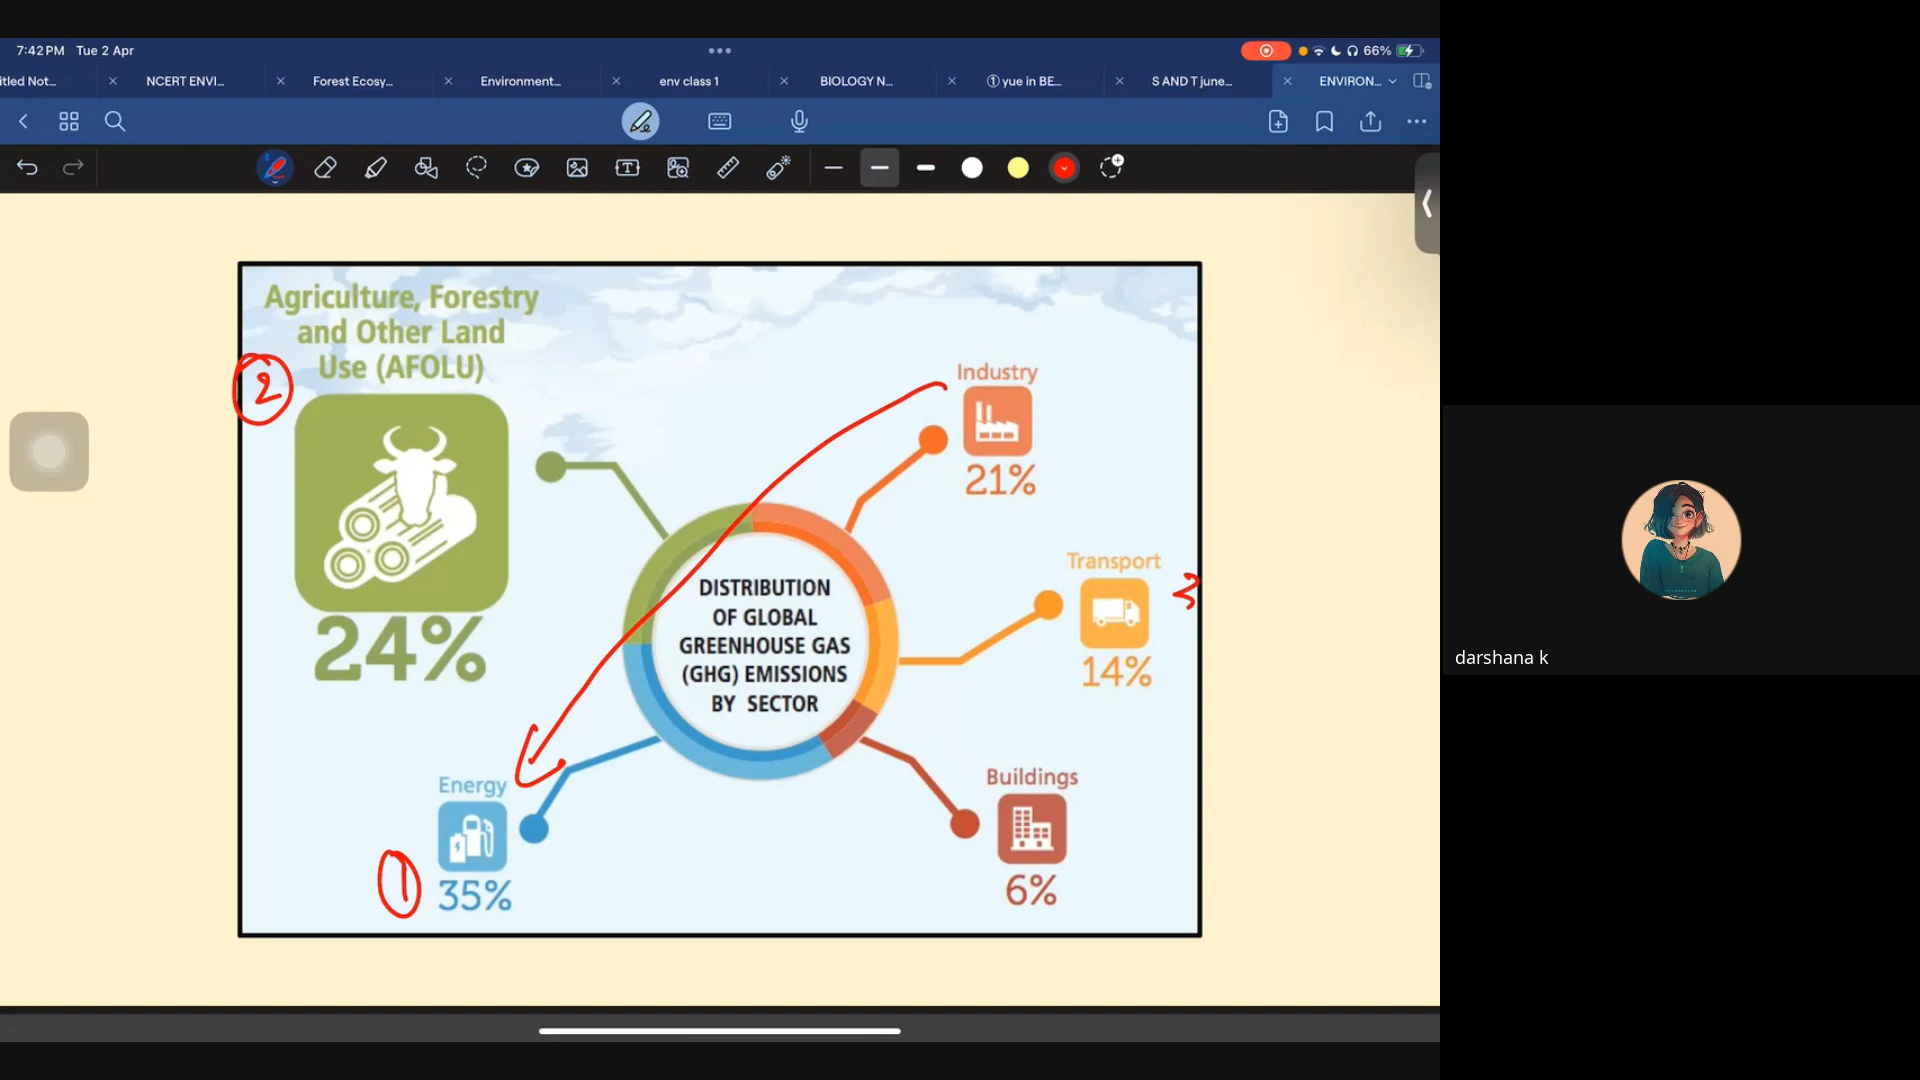 7:42 PM Tue 2 Apr
66%
itled Not...
NCERT ENVI...
Forest Ecosy...
Environment...
env class 1
BIOLOGY N...
① yue in BE...
S AND T june...
ENVIRON...
Agriculture, Forestry
and Other Land
Use (AFOLU)
2
24%
Industry
21%
Transport
3
14%
DISTRIBUTION
OF GLOBAL
GREENHOUSE GAS
(GHG) EMISSIONS
BY SECTOR
Energy
1
35%
Buildings
6%
darshana k